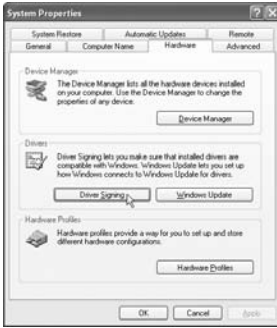 System Properties
System Restore Automatic Updates Remote
General Computer Name Hardware Advanced
Device Manager
The Device Manager lists all the hardware devices installed
on your computer. Use the Device Manager to change the
properties of any device.
Device Manager
Drivers
Driver Signing lets you make sure that installed drivers are
compatible with Windows. Windows Update lets you set up
how Windows connects to Windows Update for drivers.
Driver Signing Windows Update
Hardware Profiles
Hardware profiles provide a way for you to set up and store
different hardware configurations.
Hardware Profiles
OK Cancel Apply